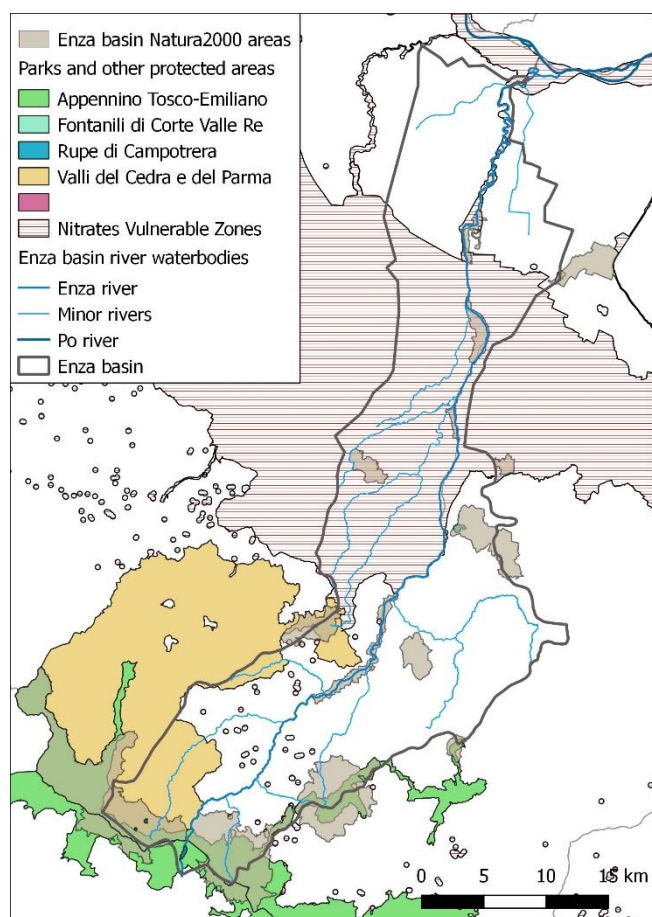 Enza basin Natura2000 areas
Parks and other protected areas
Appennino Tosco-Emiliano
Fontanili di Corte Valle Re
Rupe di Campotrera
Valli del Cedra e del Parma
Nitrates Vulnerable Zones
Enza basin river waterbodies
Enza river
Minor rivers
Po river
Enza basin
0 5 10 15 km